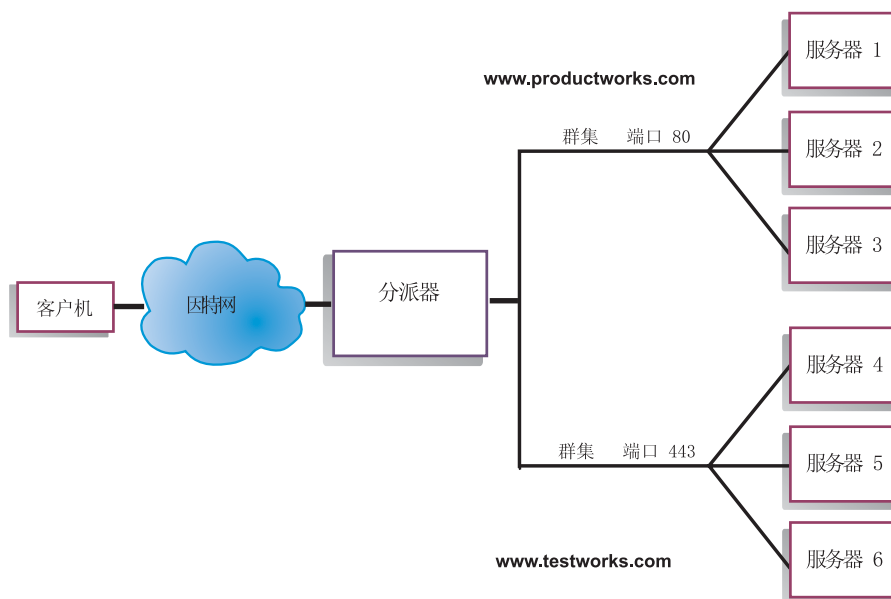 www.productworks.com
群集 端口 80
服务器 1
服务器 2
服务器 3
客户机
因特网
分派器
群集 端口 443
www.testworks.com
服务器 4
服务器 5
服务器 6